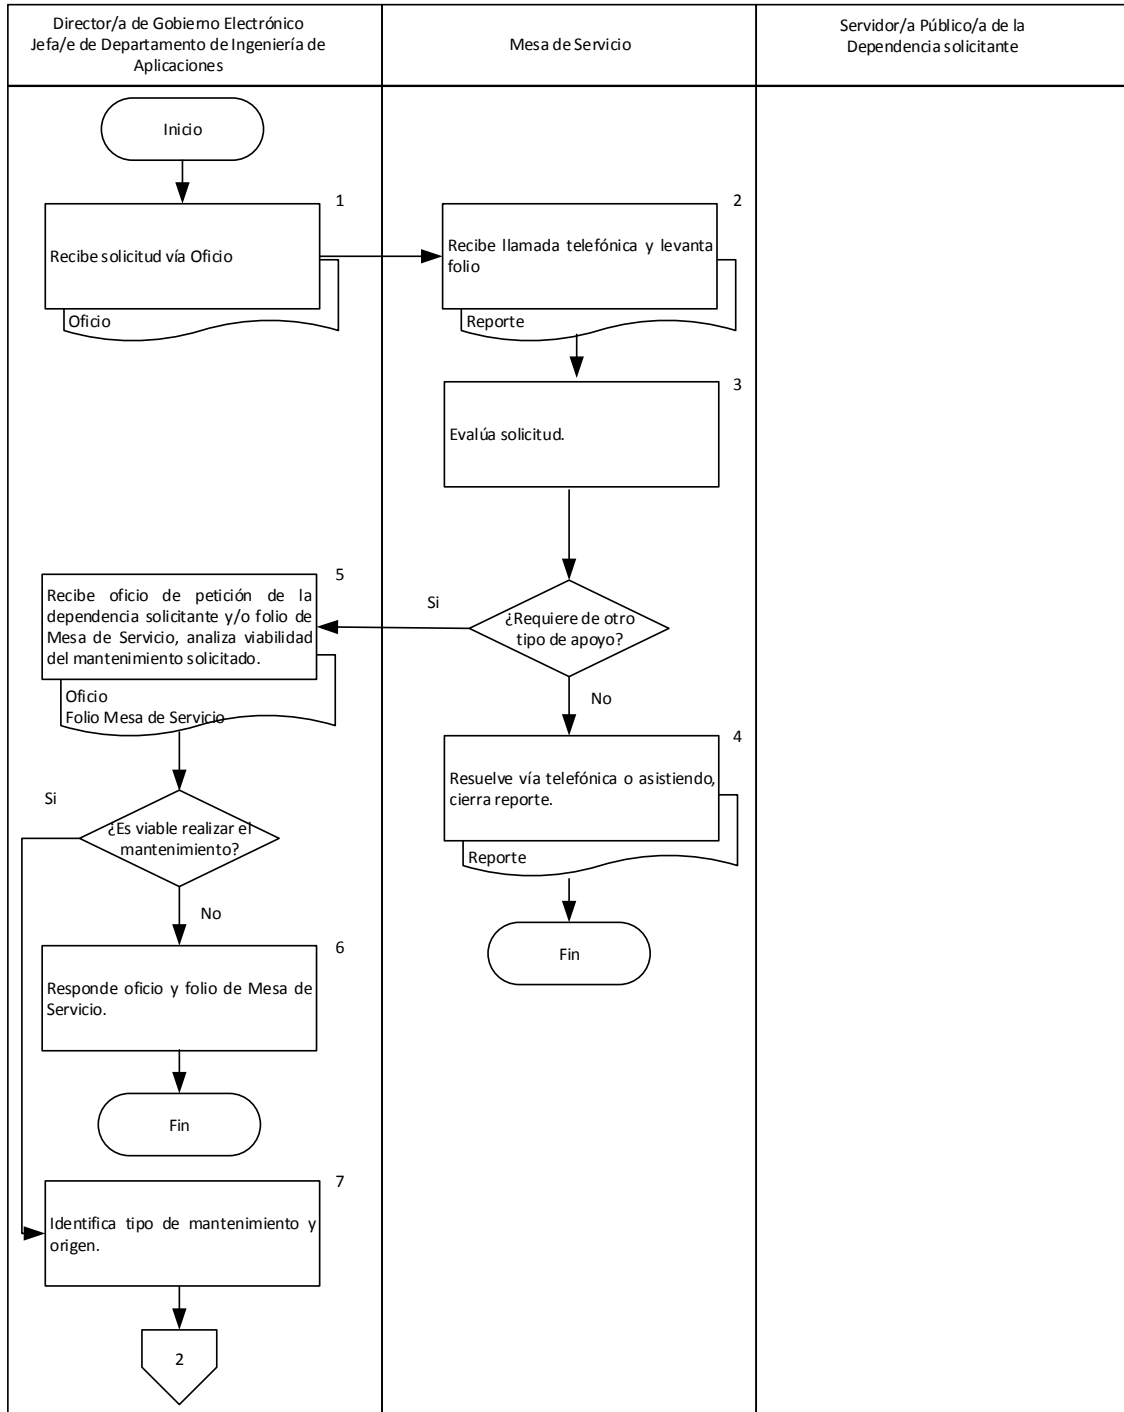 Director/a de Gobierno Electrónico
Jefa/e de Departamento de Ingeniería de
Aplicaciones
Mesa de Servicio
Servidor/a Público/a de la
Dependencia solicitante
Inicio
1
Recibe solicitud vía Oficio
Oficio
2
Recibe llamada telefónica y levanta
folio
Reporte
3
Evalúa solicitud.
¿Requiere de otro
tipo de apoyo?
Si
No
4
Resuelve vía telefónica o asistiendo,
cierra reporte.
Reporte
Fin
5
Recibe oficio de petición de la
dependencia solicitante y/o folio de
Mesa de Servicio, analiza viabilidad
del mantenimiento solicitado.
Oficio
Folio Mesa de Servicio
¿Es viable realizar el
mantenimiento?
Si
No
6
Responde oficio y folio de Mesa de
Servicio.
Fin
7
Identifica tipo de mantenimiento y
origen.
2